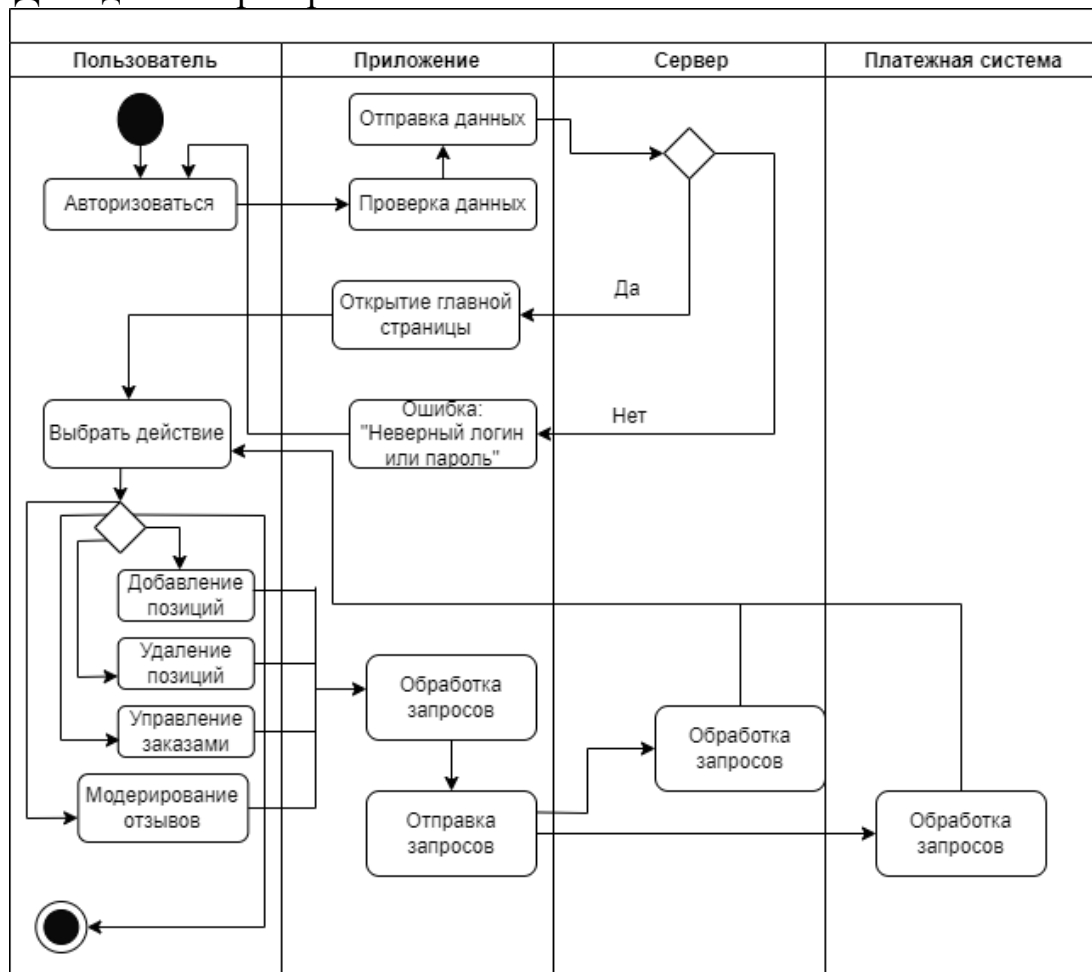 Пользователь
Приложение
Сервер
Платежная система
Отправка данных
Авторизоваться
Проверка данных
Открытие главной
страницы
Да
Выбрать действие
Ошибка:
"Неверный логин
или пароль"
Нет
Добавление
позиций
Удаление
позиций
Управление
заказами
Модерирование
отзывов
Обработка
запросов
Отправка
запросов
Обработка
запросов
Обработка
запросов